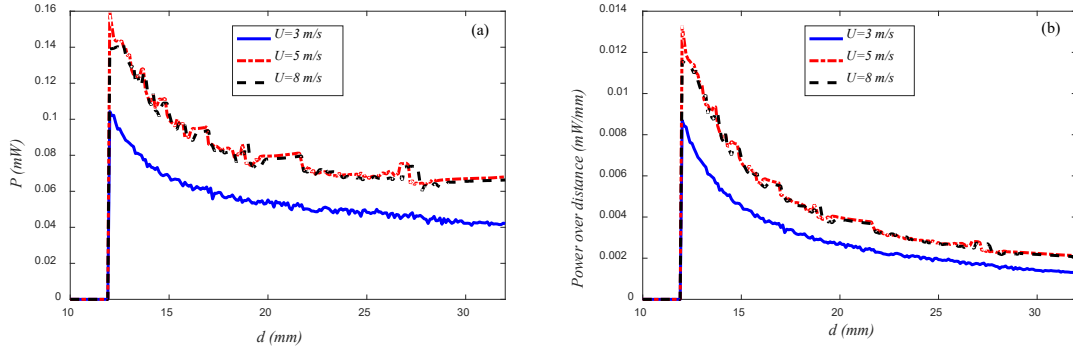 (a)
U=3 m/s
U=5 m/s
U=8 m/s
P (mW)
0.16
0.14
0.12
0.1
0.08
0.06
0.04
0.02
0
10 15 20 25 30
d (mm)
(b)
U=3 m/s
U=5 m/s
U=8 m/s
Power over distance (mW/mm)
0.014
0.012
0.01
0.008
0.006
0.004
0.002
0
10 15 20 25 30
d (mm)